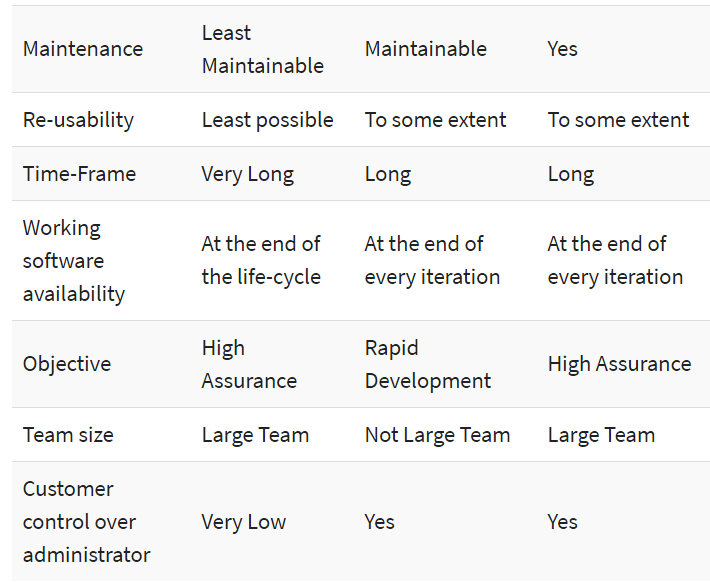 Maintenance
Least
Maintainable
Maintainable
Yes
Re-usability
Least possible
To some extent
To some extent
Time-Frame
Very Long
Long
Long
Working
software
availability
At the end of
the life-cycle
At the end of
every iteration
At the end of
every iteration
Objective
High
Assurance
Rapid
Development
High Assurance
Team size
Large Team
Not Large Team
Large Team
Customer
control over
administrator
Very Low
Yes
Yes